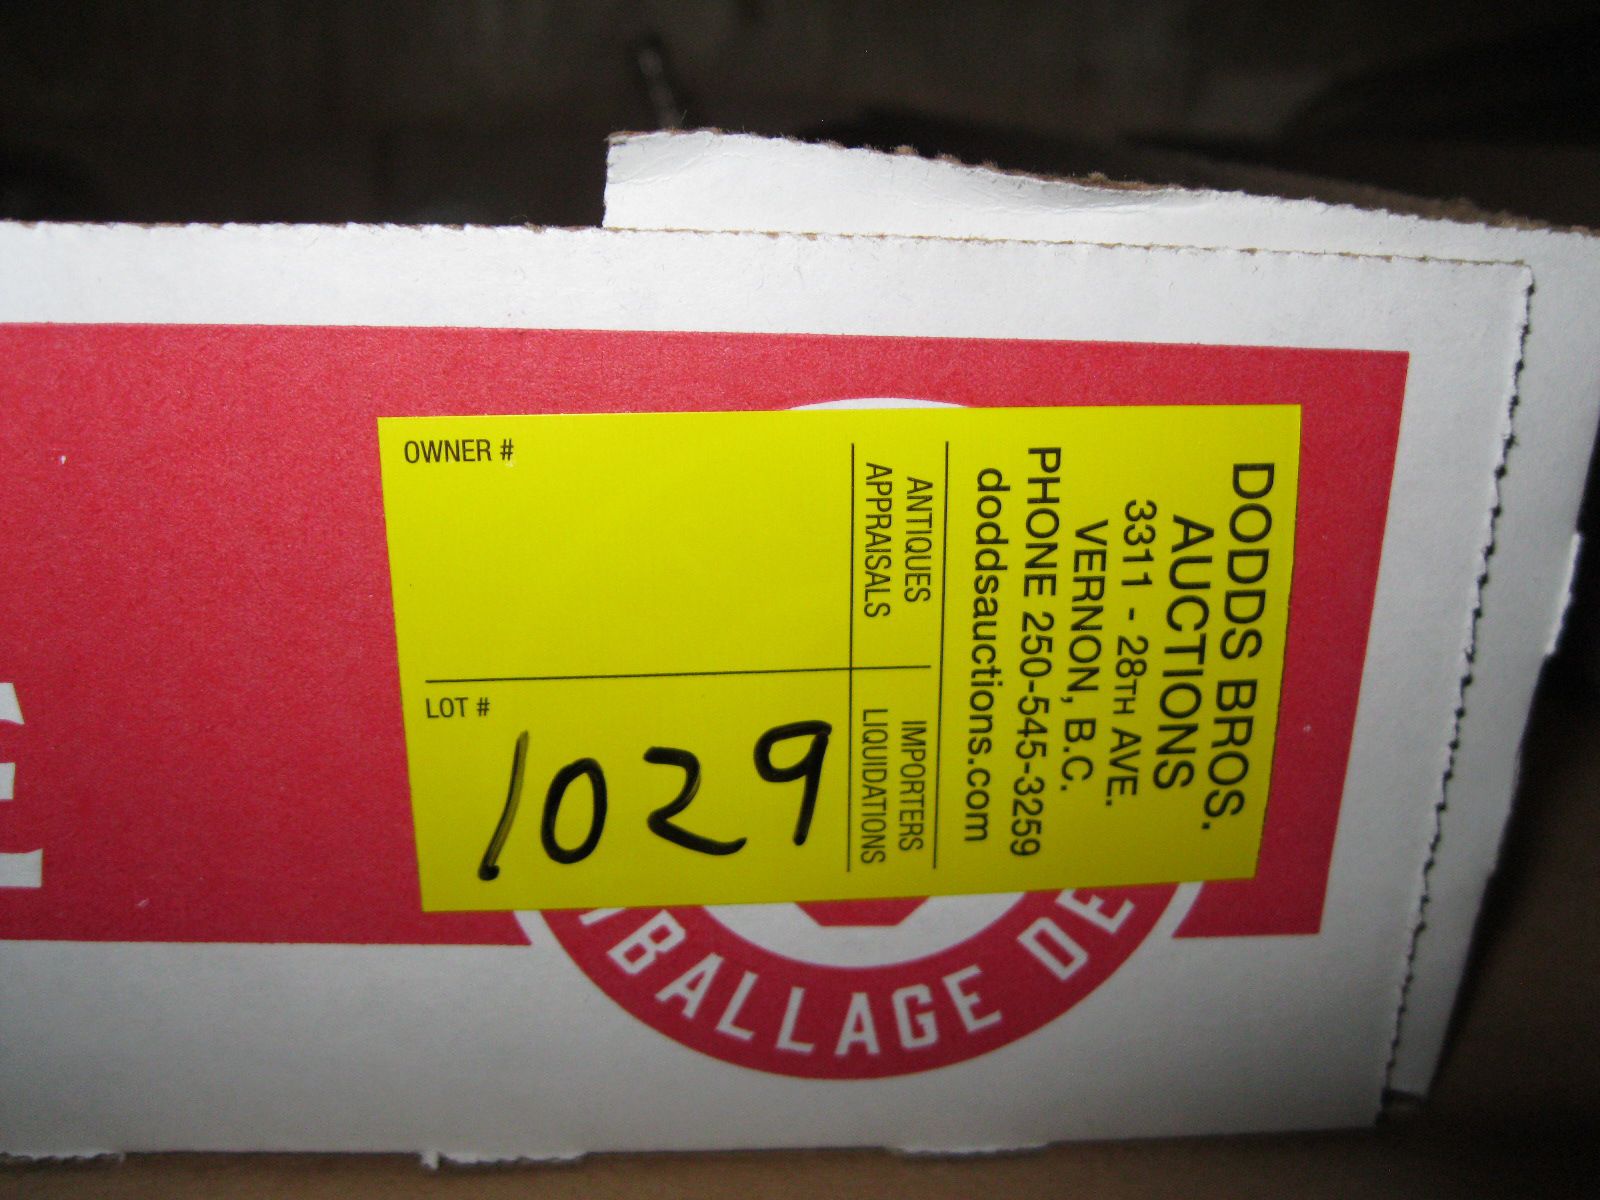 OWNER #
LOT #
1029
ANTIQUES
APPRAISALS
IMPORTERS
LIQUIDATIONS
DODDS BROS.
AUCTIONS
3311 - 28TH AVE.
VERNON, B.C.
PHONE 250-545-3259
doddsauctions.com
BALLAGE DE